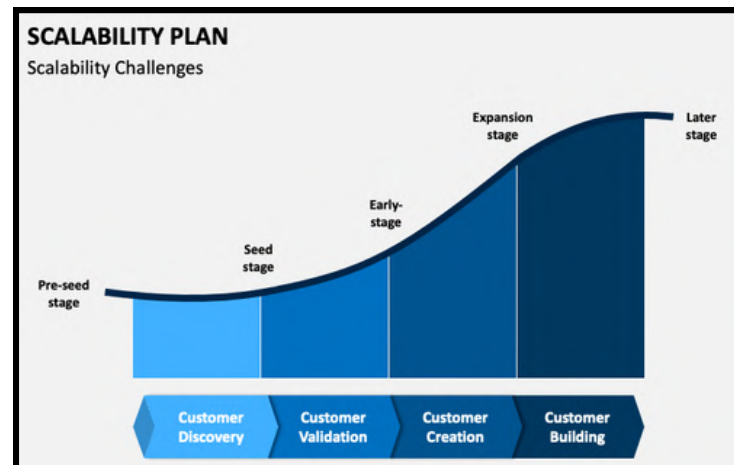 SCALABILITY PLAN
Scalability Challenges
Expansion
stage
Later
stage
Early-
stage
Seed
stage
Pre-seed
stage
Customer
Discovery
Customer
Validation
Customer
Creation
Customer
Building